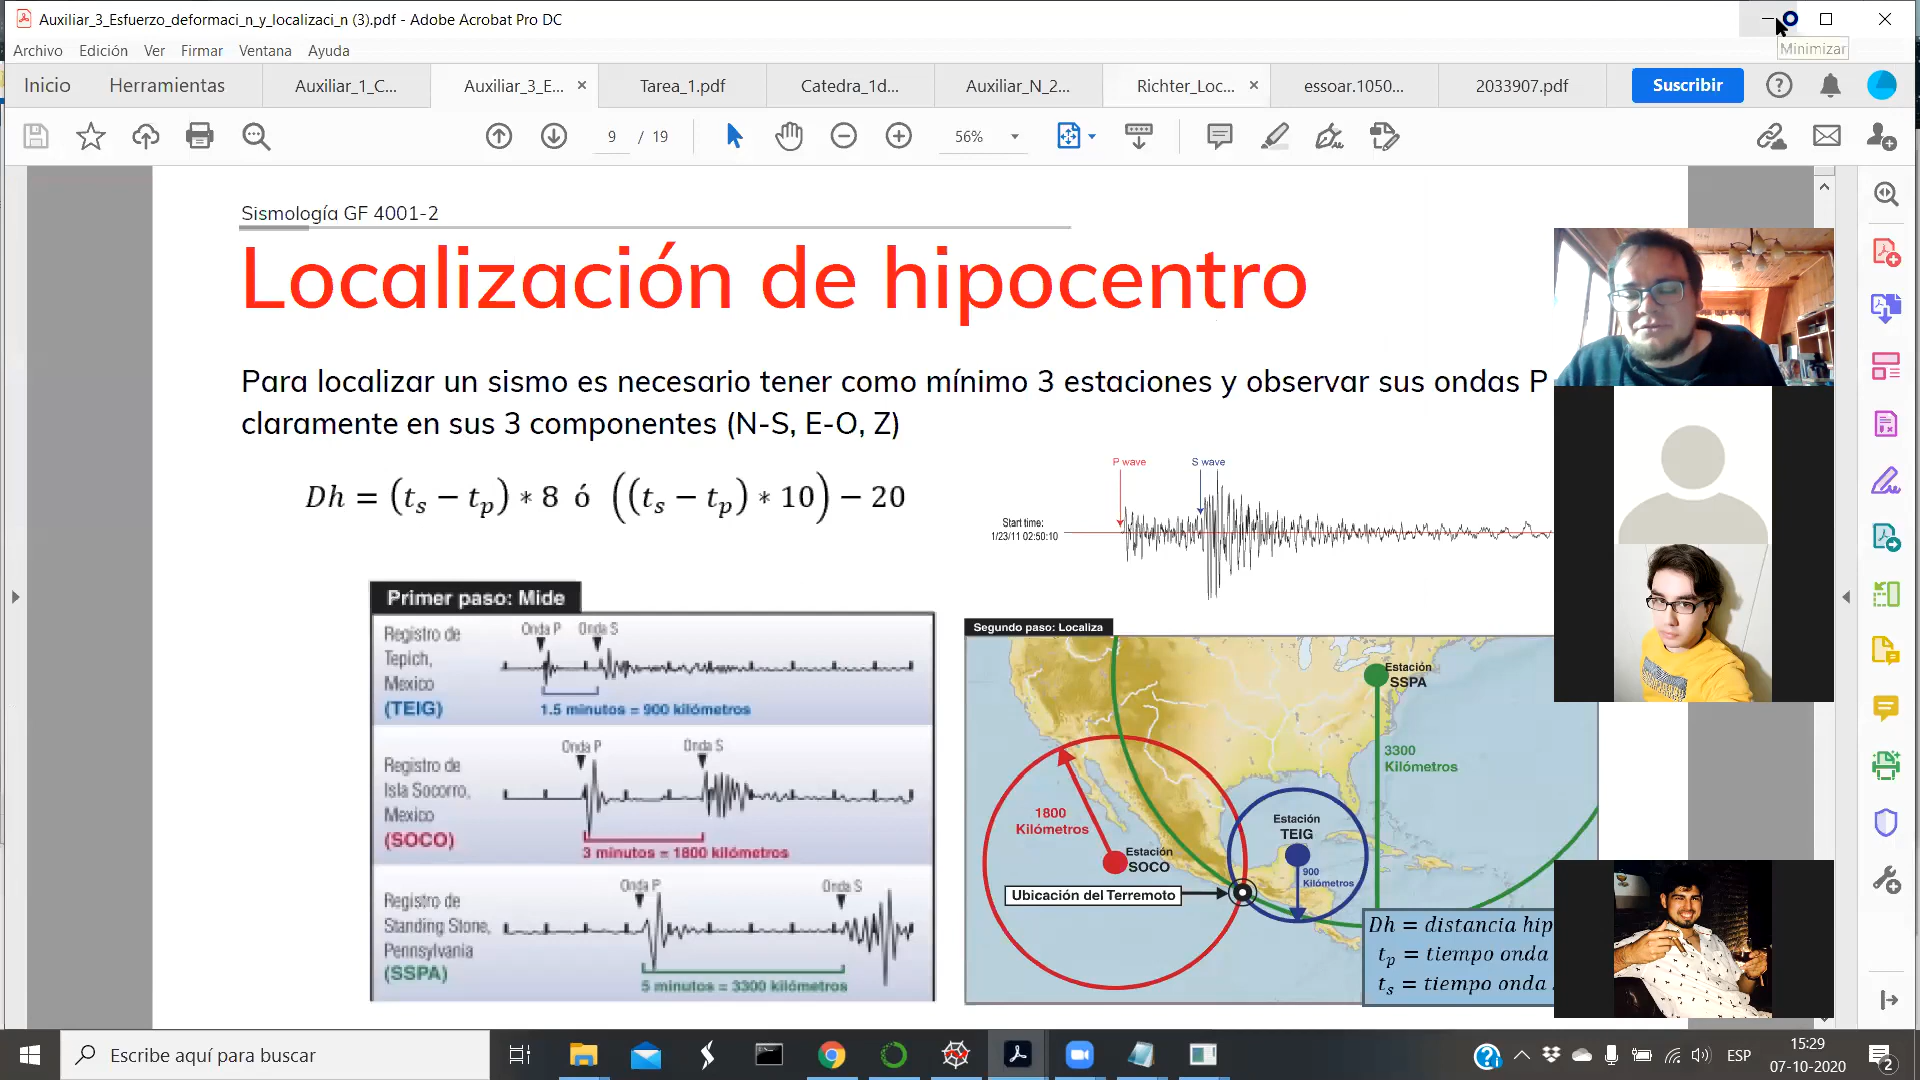 Auxiliar_3_Esfuerzo_deformaci_n_y_localizaci_n (3).pdf - Adobe Acrobat Pro DC
Minimizar
Archivo Edición Ver Firmar Ventana Ayuda
Inicio Herramientas Auxiliar_1_C... Auxiliar_3_E... Tarea_1.pdf Catedra_1d... Auxiliar_N_2... Richter_Loc... essoar.1050... 2033907.pdf Suscribir
9 / 19 56%
Sismología GF 4001-2
Localización de hipocentro
Para localizar un sismo es necesario tener como mínimo 3 estaciones y observar sus ondas P
claramente en sus 3 componentes (N-S, E-O, Z)
Dh = (t_s − t_p) * 8 ó ((t_s − t_p) * 10) − 20
P wave S wave
Start time:
1/23/11 02:50:10
Primer paso: Mide
Registro de
Tepich,
Mexico
(TEIG)
Onda P Onda S
1.5 minutos = 900 kilómetros
Registro de
Isla Socorro,
Mexico
(SOCO)
Onda P Onda S
3 minutos = 1800 kilómetros
Registro de
Standing Stone,
Pennsylvania
(SSPA)
Onda P Onda S
5 minutos = 3300 kilómetros
Segundo paso: Localiza
Estación
SSPA
3300
Kilómetros
1800
Kilómetros
Estación
TEIG
Estación
SOCO
900
Kilómetros
Ubicación del Terremoto
Dh = distancia hip
t_p = tiempo onda
t_s = tiempo onda
Escribe aquí para buscar
ESP
15:29
07-10-2020
2